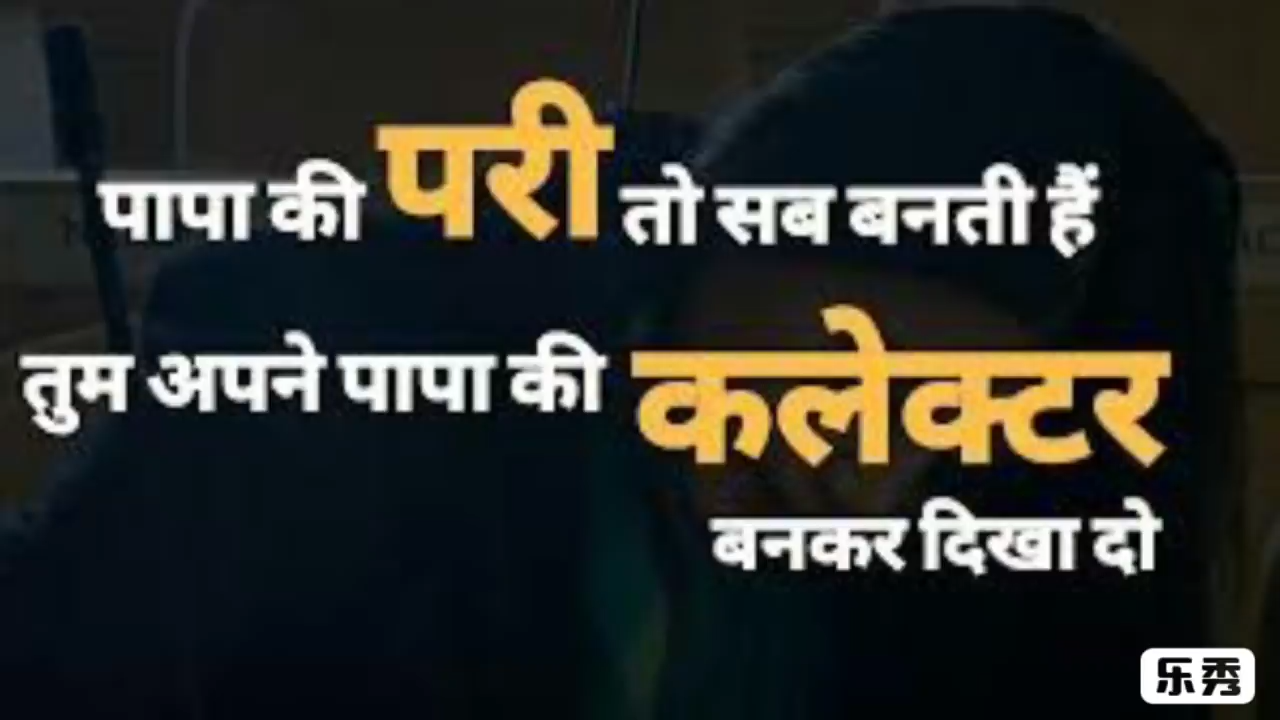 पापा की परी तो सब बनती हैं
तुम अपने पापा की कलेक्टर
बनकर दिखा दो
乐秀